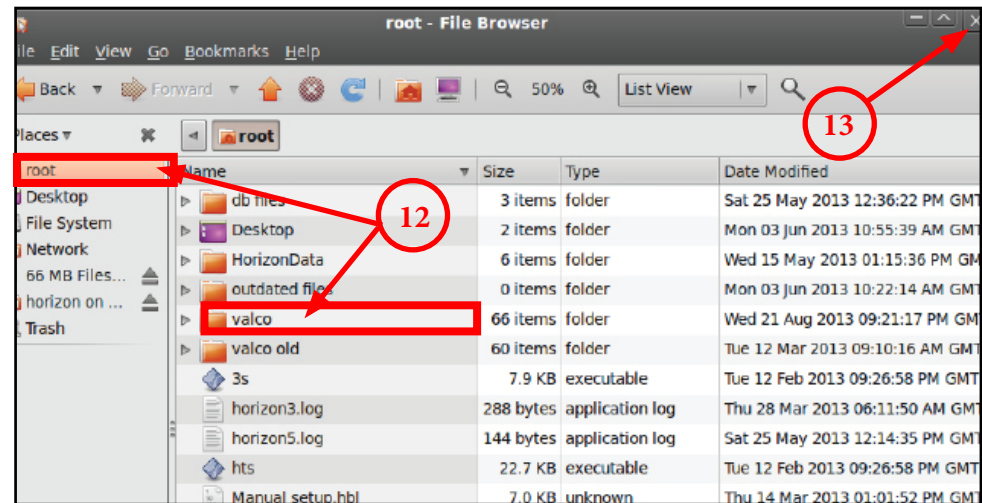 root - File Browser
ile Edit View Go Bookmarks Help
Back Forward 50% List View
13
Places root
root Name Size Type Date Modified
Desktop db files 3 items folder Sat 25 May 2013 12:36:22 PM GMT
File System Desktop 2 items folder Mon 03 Jun 2013 10:55:39 AM GMT
12
Network HorizonData 6 items folder Wed 15 May 2013 01:15:36 PM GM
66 MB Files... outdated files 0 items folder Mon 03 Jun 2013 10:22:14 AM GMT
horizon on ... valco 66 items folder Wed 21 Aug 2013 09:21:17 PM GM
Trash valco old 60 items folder Tue 12 Mar 2013 09:10:16 AM GMT
3s 7.9 KB executable Tue 12 Feb 2013 09:26:58 PM GMT
horizon3.log 288 bytes application log Thu 28 Mar 2013 06:11:50 AM GMT
horizon5.log 144 bytes application log Sat 25 May 2013 12:14:35 PM GMT
hts 22.7 KB executable Tue 12 Feb 2013 09:26:58 PM GMT
Manual setup.hbl 7.0 KB unknown Thu 14 Mar 2013 01:01:52 PM GMT